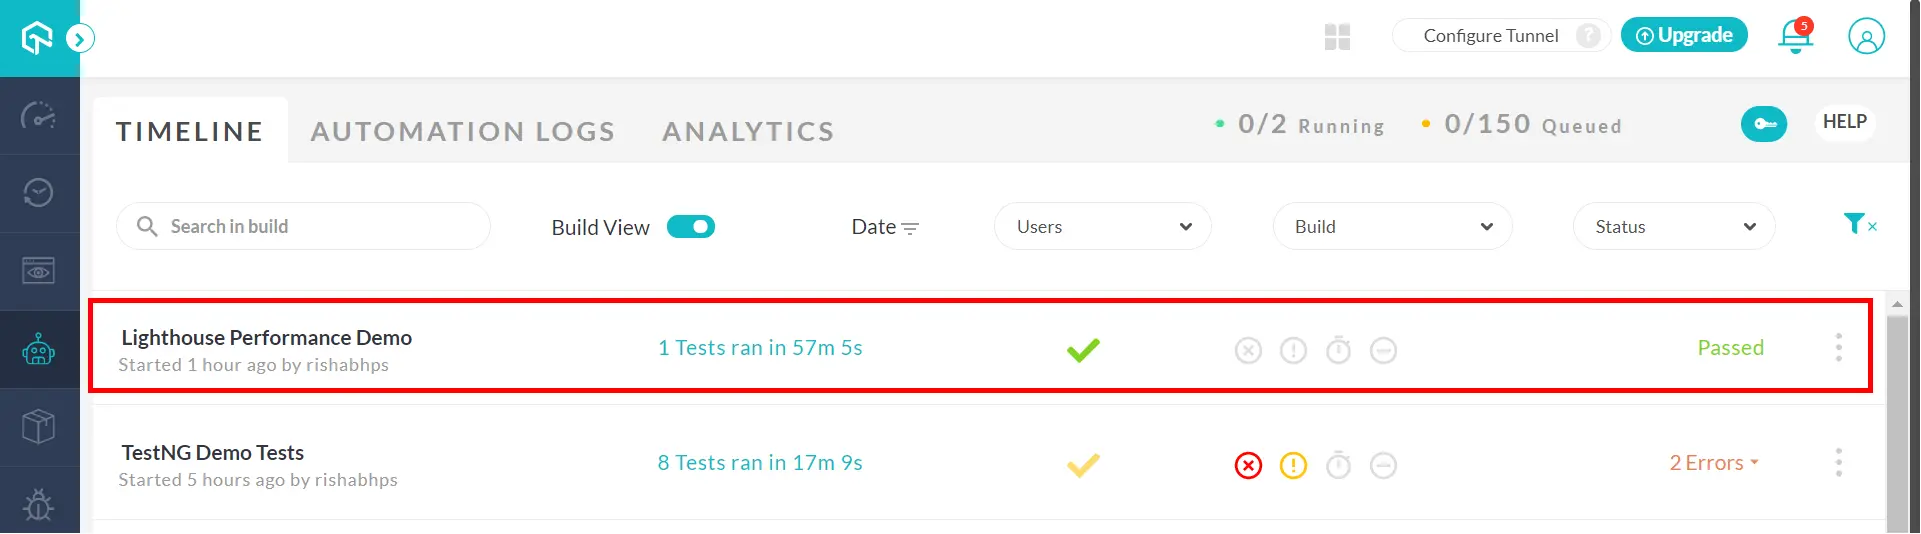 Configure Tunnel ?
Upgrade
5
TIMELINE AUTOMATION LOGS ANALYTICS
0/2 Running 0/150 Queued
HELP
Search in build
Build View
Date
Users
Build
Status
Lighthouse Performance Demo
Started 1 hour ago by rishabhps
1 Tests ran in 57m 5s
Passed
TestNG Demo Tests
Started 5 hours ago by rishabhps
8 Tests ran in 17m 9s
2 Errors